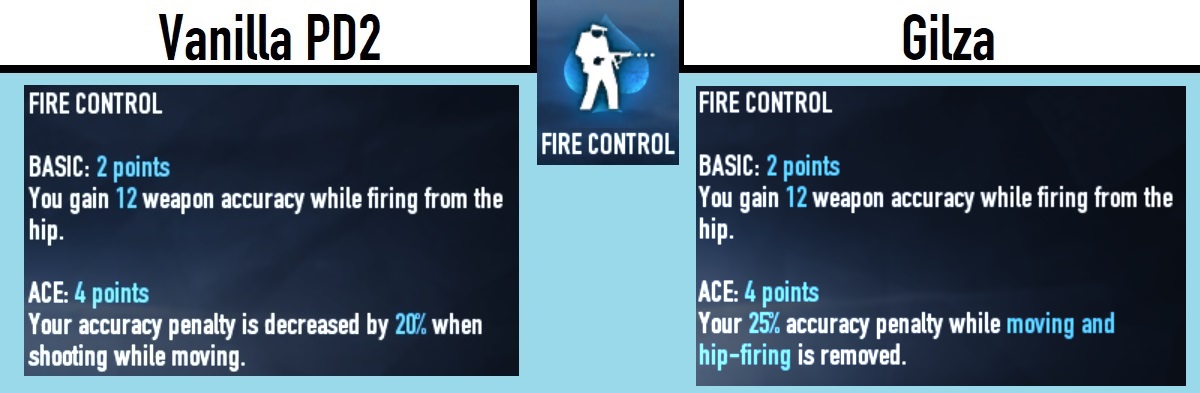 Vanilla PD2
FIRE CONTROL
BASIC: 2 points
You gain 12 weapon accuracy while firing from the
hip.
ACE: 4 points
Your accuracy penalty is decreased by 20% when
shooting while moving.
FIRE CONTROL
Gilza
FIRE CONTROL
BASIC: 2 points
You gain 12 weapon accuracy while firing from the
hip.
ACE: 4 points
Your 25% accuracy penalty while moving and
hip-firing is removed.